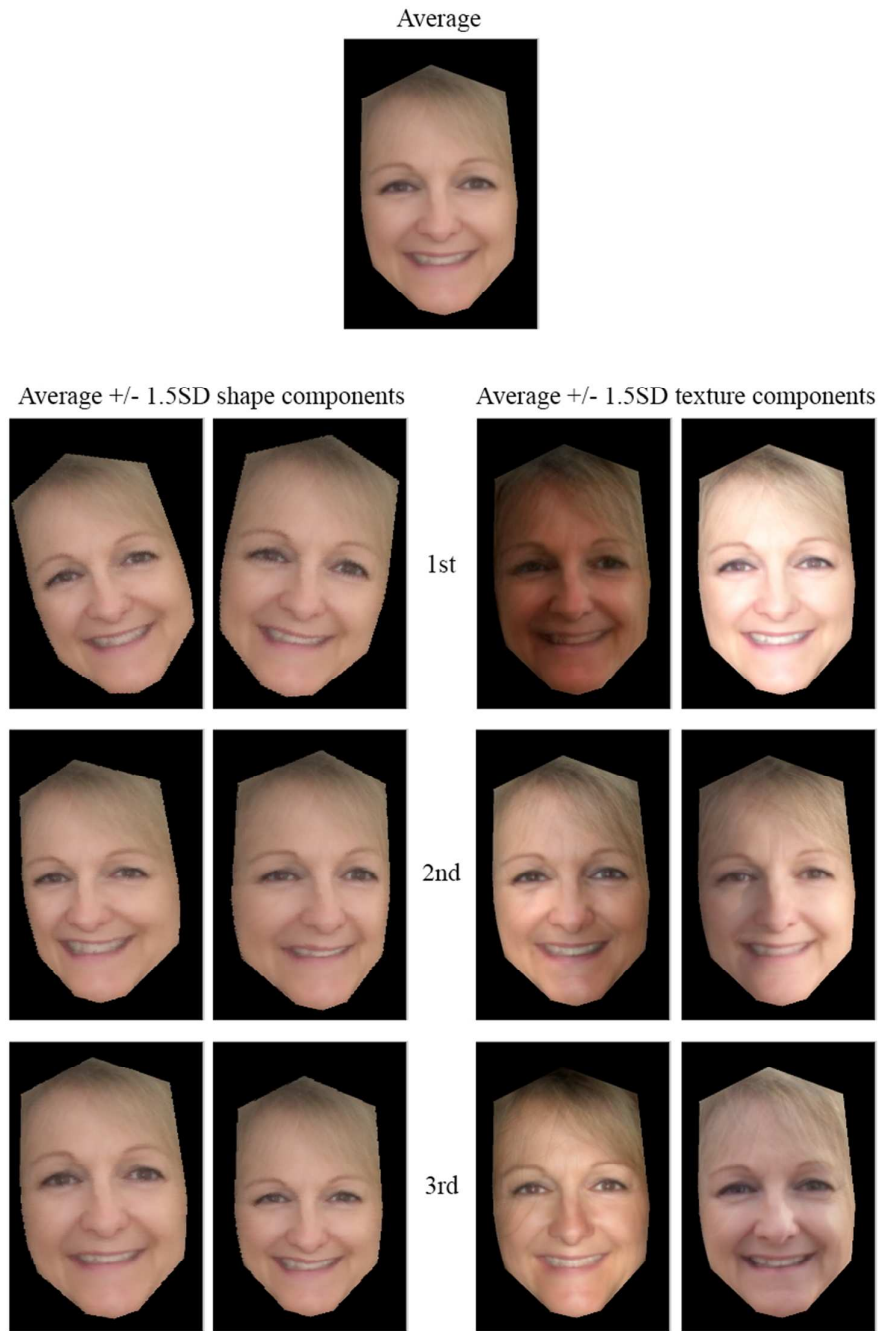 Average
Average +/- 1.5SD shape components
Average +/- 1.5SD texture components
1st
2nd
3rd